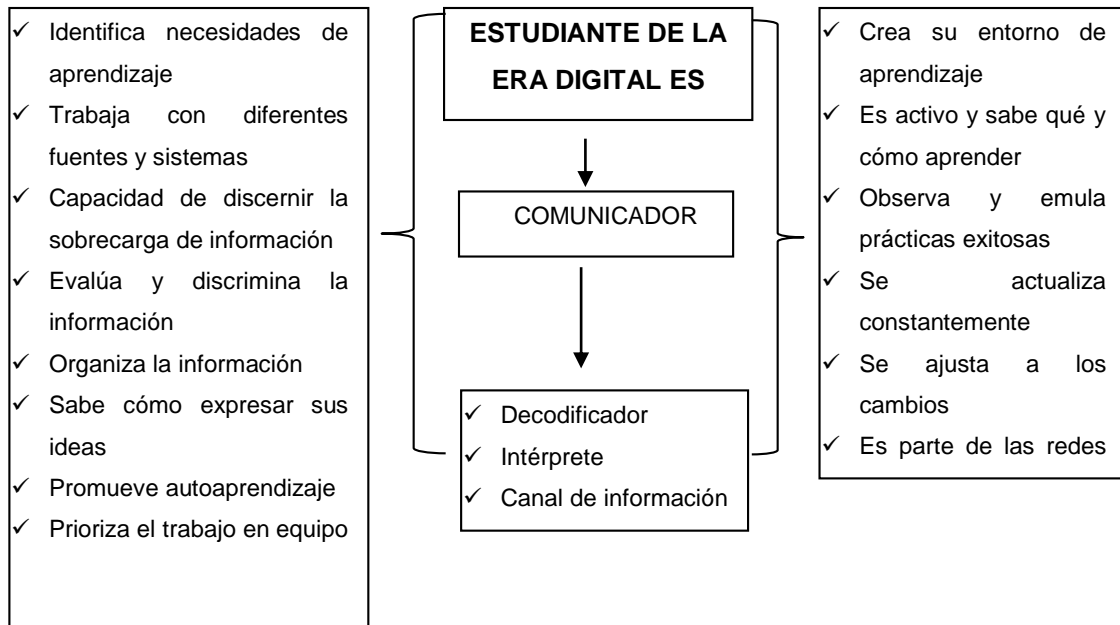 ✓ Identifica necesidades de
aprendizaje
✓ Trabaja con diferentes
fuentes y sistemas
✓ Capacidad de discernir la
sobrecarga de información
✓ Evalúa y discrimina la
información
✓ Organiza la información
✓ Sabe cómo expresar sus
ideas
✓ Promueve autoaprendizaje
✓ Prioriza el trabajo en equipo
ESTUDIANTE DE LA
ERA DIGITAL ES
COMUNICADOR
✓ Decodificador
✓ Intérprete
✓ Canal de información
✓ Crea su entorno de
aprendizaje
✓ Es activo y sabe qué y
cómo aprender
✓ Observa y emula
prácticas exitosas
✓ Se actualiza
constantemente
✓ Se ajusta a los
cambios
✓ Es parte de las redes